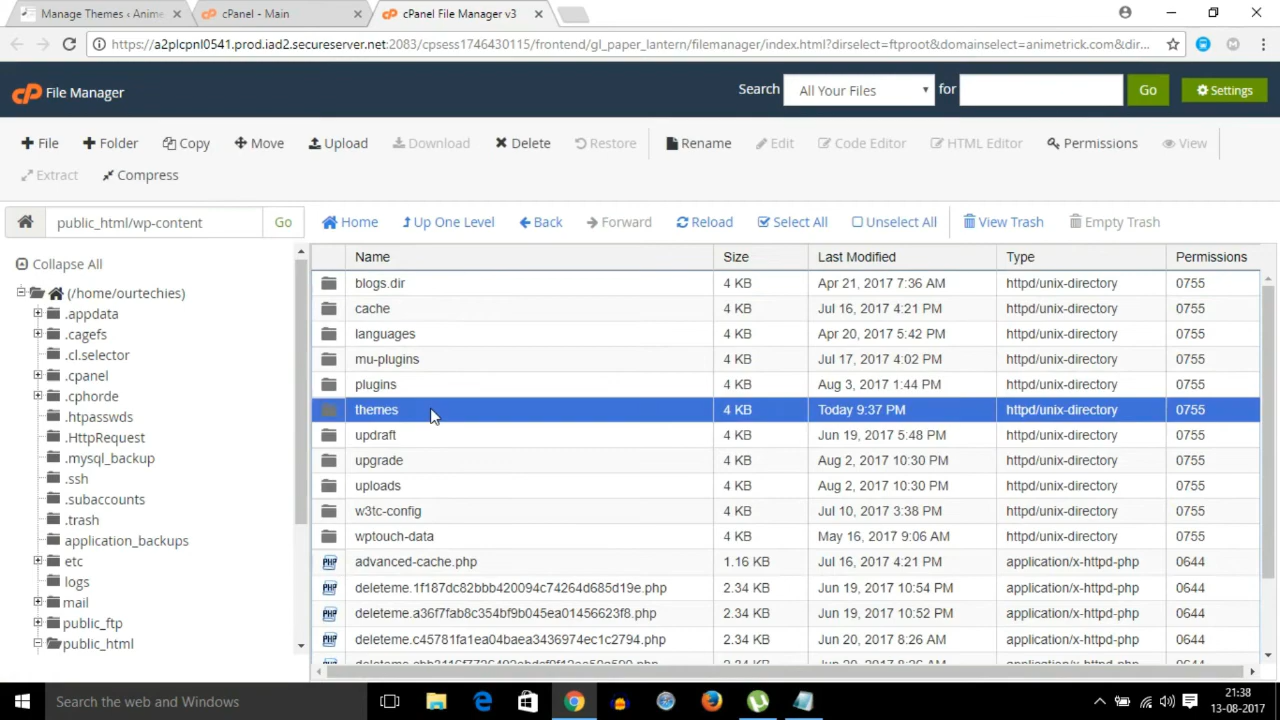 Manage Themes ‹ Anime
cPanel - Main
cPanel File Manager v3
https://a2plcpnl0541.prod.iad2.secureserver.net:2083/cpsess1746430115/frontend/gl_paper_lantern/filemanager/index.html?dirselect=ftproot&domainselect=animetrick.com&dir...
cP File Manager
Search All Your Files for Go Settings
File Folder Copy Move Upload Download Delete Restore Rename Edit Code Editor HTML Editor Permissions View
Extract Compress
public_html/wp-content Go Home Up One Level Back Forward Reload Select All Unselect All View Trash Empty Trash
Collapse All
(/home/ourtechies)
.appdata
.cagefs
.cl.selector
.cpanel
.cphorde
.htpasswds
.HttpRequest
.mysql_backup
.ssh
.subaccounts
.trash
application_backups
etc
logs
mail
public_ftp
public_html
Name Size Last Modified Type Permissions
blogs.dir 4 KB Apr 21, 2017 7:36 AM httpd/unix-directory 0755
cache 4 KB Jul 16, 2017 4:21 PM httpd/unix-directory 0755
languages 4 KB Apr 20, 2017 5:42 PM httpd/unix-directory 0755
mu-plugins 4 KB Jul 17, 2017 4:02 PM httpd/unix-directory 0755
plugins 4 KB Aug 3, 2017 1:44 PM httpd/unix-directory 0755
themes 4 KB Today 9:37 PM httpd/unix-directory 0755
updraft 4 KB Jun 19, 2017 5:48 PM httpd/unix-directory 0755
upgrade 4 KB Aug 2, 2017 10:30 PM httpd/unix-directory 0755
uploads 4 KB Aug 2, 2017 10:30 PM httpd/unix-directory 0755
w3tc-config 4 KB Jul 10, 2017 3:38 PM httpd/unix-directory 0755
wptouch-data 4 KB May 16, 2017 9:06 AM httpd/unix-directory 0755
PHP advanced-cache.php 1.16 KB Jul 16, 2017 4:21 PM application/x-httpd-php 0644
PHP deleteme.1f187dc82bbb420094c74264d685d19e.php 2.34 KB Jun 19, 2017 10:54 PM application/x-httpd-php 0644
PHP deleteme.a36f7fab8c354bf9b045ea01456623f8.php 2.34 KB Jun 19, 2017 10:52 PM application/x-httpd-php 0644
PHP deleteme.c45781fa1ea04baea3436974ec1c2794.php 2.34 KB Jun 20, 2017 8:26 AM application/x-httpd-php 0644
Search the web and Windows
21:38
13-08-2017